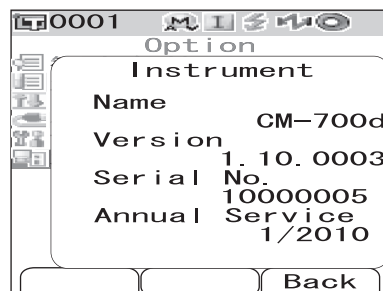 0001
M I
Option
Instrument
Name
CM-700d
Version
1.10.0003
Serial No.
10000005
Annual Service
1/2010
Back